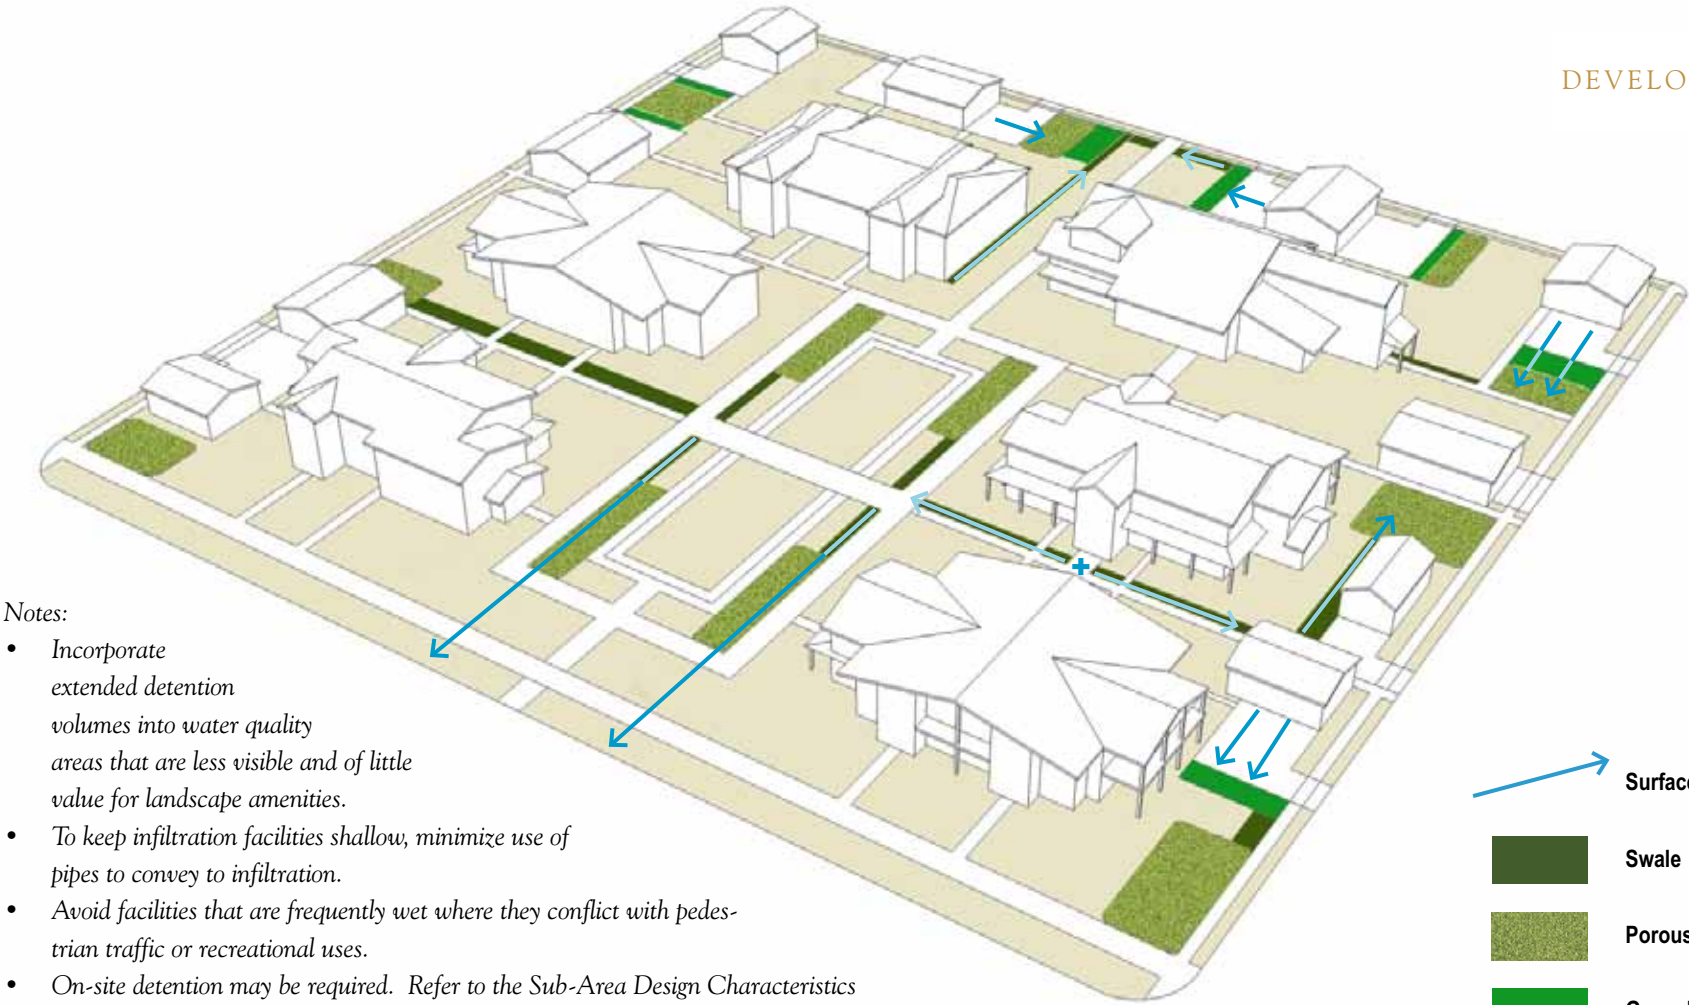 DEVELO
Notes:
• Incorporate
extended detention
volumes into water quality
areas that are less visible and of little
value for landscape amenities.
• To keep infiltration facilities shallow, minimize use of
pipes to convey to infiltration.
• Avoid facilities that are frequently wet where they conflict with pedes-
trian traffic or recreational uses.
• On-site detention may be required. Refer to the Sub-Area Design Characteristics
Surface
Swale
Porous